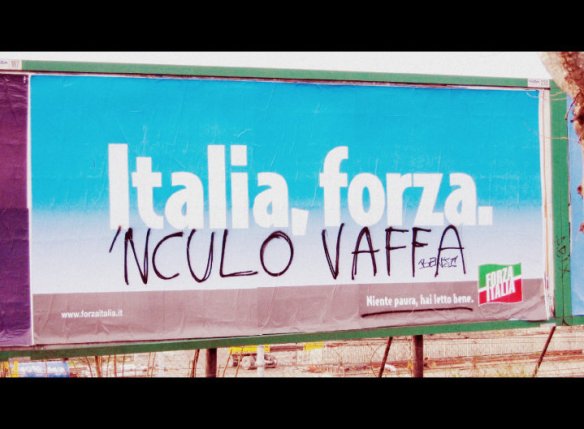 Italia, forza.
'NCULO VAFFA
Niente paura, hai letto bene.
FORZA
ITALIA
www.forzaitalia.it